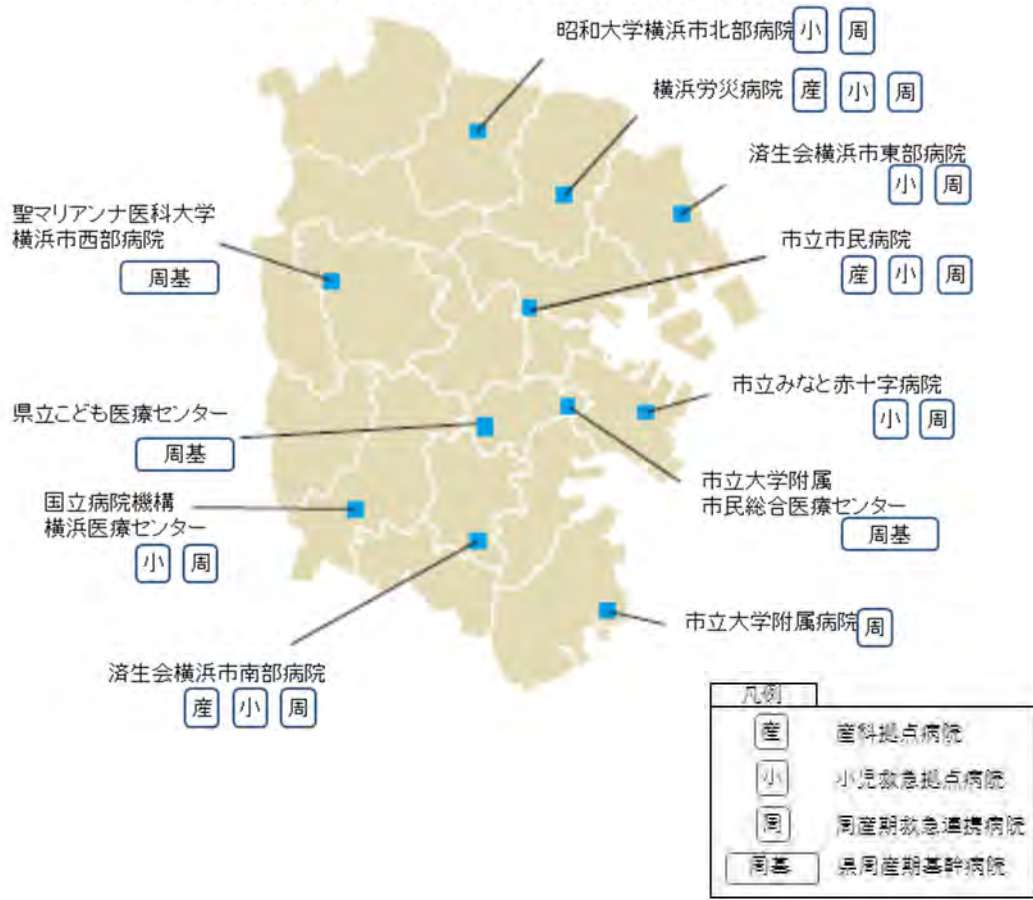 昭和大学横浜市北部病院 小 周
横浜労災病院 産 小 周
済生会横浜市東部病院
小 周
聖マリアンナ医科大学
横浜市西部病院
周基
市立市民病院
産 小 周
市立みなと赤十字病院
小 周
県立こども医療センター
周基
市立大学附属
市民総合医療センター
周基
国立病院機構
横浜医療センター
小 周
市立大学附属病院 周
済生会横浜市南部病院
産 小 周
凡例
産 産科拠点病院
小 小児救急拠点病院
周 周産期救急連携病院
周基 県周産期基幹病院